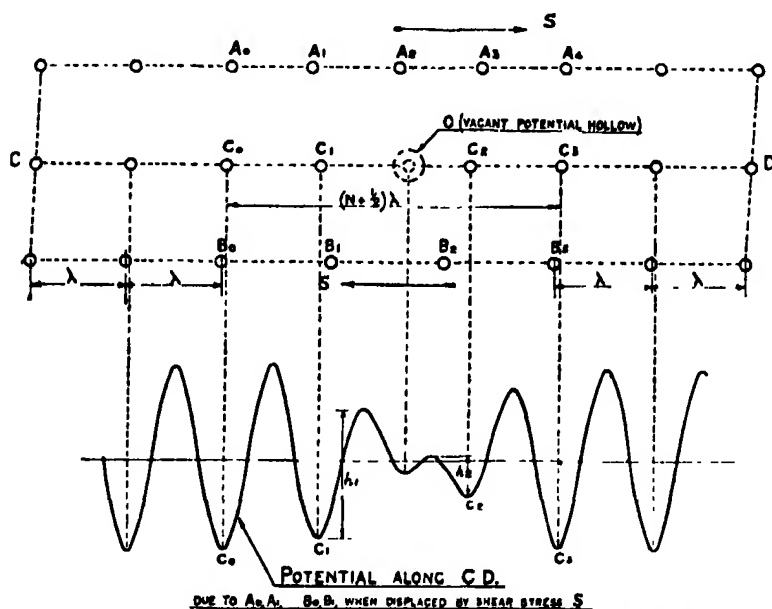 S
A₀ A₁ A₂ A₃ A₄
O (VACANT POTENTIAL HOLLOW)
C C₀ C₁ C₂ C₃ D
(N + ½) λ
B₀ B₁ B₂ B₃
λ λ S λ λ
h₁ h₂
C₀ C₁ C₂ C₃
POTENTIAL ALONG C D.
DUE TO A₀, A₁, B₀, B₁, WHEN DISPLACED BY SHEAR STRESS S